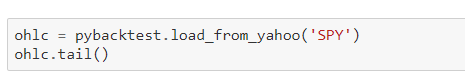 ohlc = pybacktest.load_from_yahoo('SPY')
ohlc.tail()